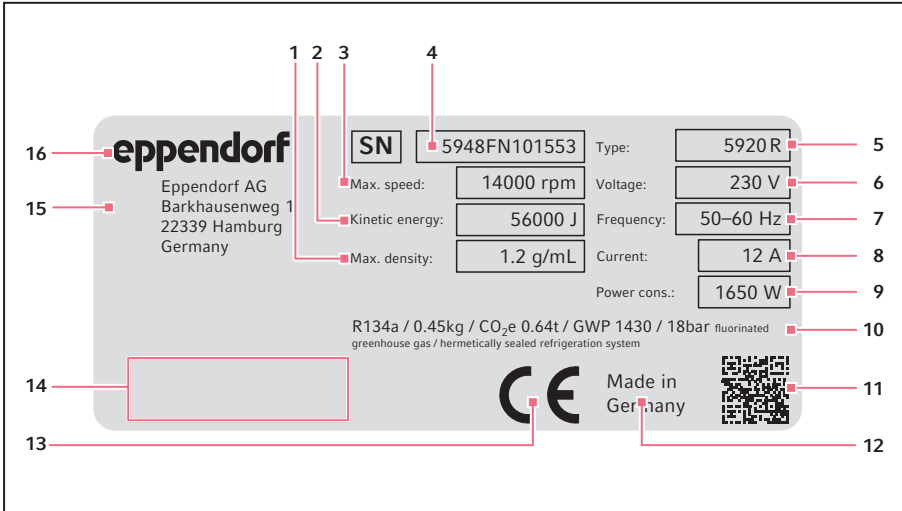 1 2 3 4
16 eppendorf SN 5948FN101553 Type: 5920 R 5
15 Eppendorf AG Max. speed: 14000 rpm Voltage: 230 V 6
Barkhausenweg 1
22339 Hamburg Kinetic energy: 56000 J Frequency: 50–60 Hz 7
Germany
Max. density: 1.2 g/mL Current: 12 A 8
Power cons.: 1650 W 9
R134a / 0.45kg / CO₂e 0.64t / GWP 1430 / 18bar fluorinated 10
greenhouse gas / hermetically sealed refrigeration system
14 CE Made in 11
Germany
13 12